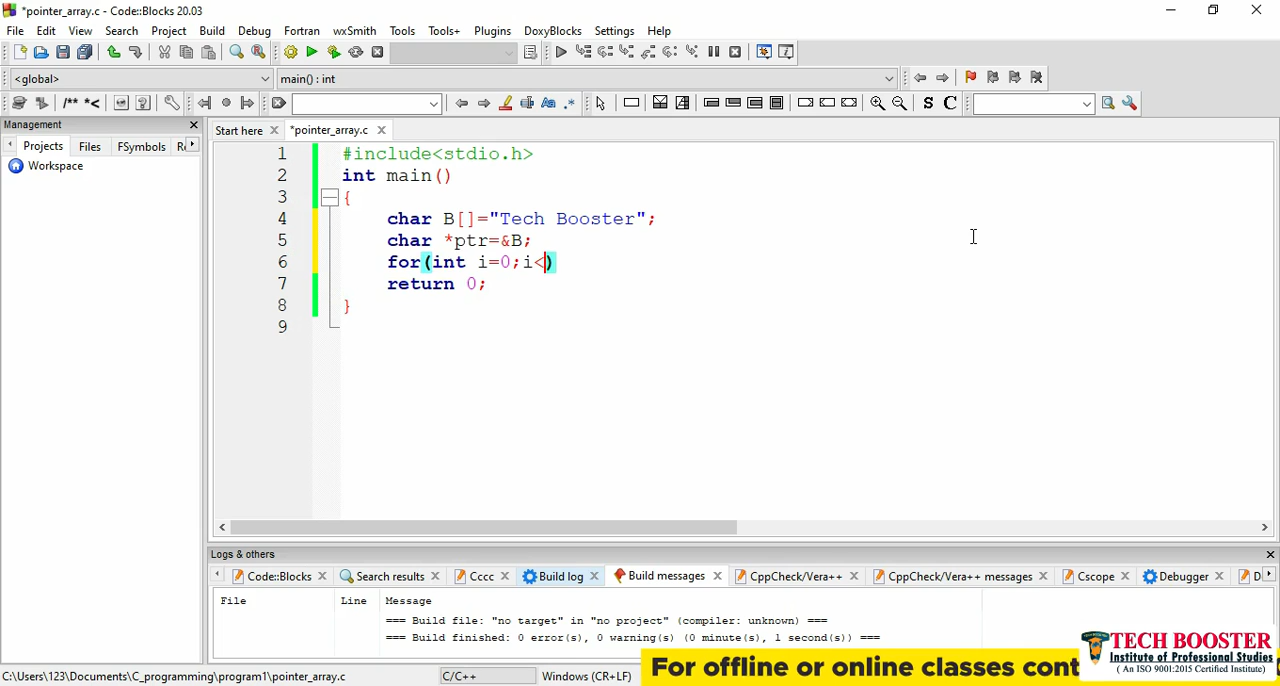 *pointer_array.c - Code::Blocks 20.03
File Edit View Search Project Build Debug Fortran wxSmith Tools Tools+ Plugins DoxyBlocks Settings Help
<global> main() : int
/** *< Aa .* S C
Management
Projects Files FSymbols
Workspace
Start here *pointer_array.c
1 #include<stdio.h>
2 int main()
3 {
4 char B[]="Tech Booster";
5 char *ptr=&B;
6 for(int i=0;i<)
7 return 0;
8 }
9
Logs & others
Code::Blocks Search results Cccc Build log Build messages CppCheck/Vera++ CppCheck/Vera++ messages Cscope Debugger D
File Line Message
=== Build file: "no target" in "no project" (compiler: unknown) ===
=== Build finished: 0 error(s), 0 warning(s) (0 minute(s), 1 second(s)) ===
C:\Users\123\Documents\C_programming\program1\pointer_array.c C/C++ Windows (CR+LF)
For offline or online classes cont
TECH BOOSTER
Institute of Professional Studies
( An ISO 9001:2015 Certified Institute)